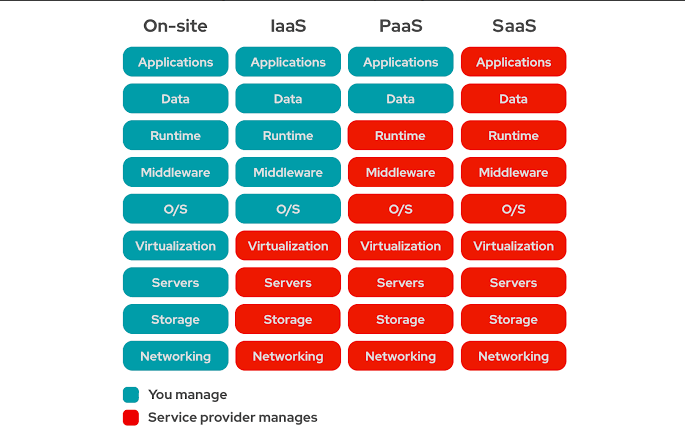 On-site IaaS PaaS SaaS
Applications Applications Applications Applications
Data Data Data Data
Runtime Runtime Runtime Runtime
Middleware Middleware Middleware Middleware
O/S O/S O/S O/S
Virtualization Virtualization Virtualization Virtualization
Servers Servers Servers Servers
Storage Storage Storage Storage
Networking Networking Networking Networking
You manage
Service provider manages